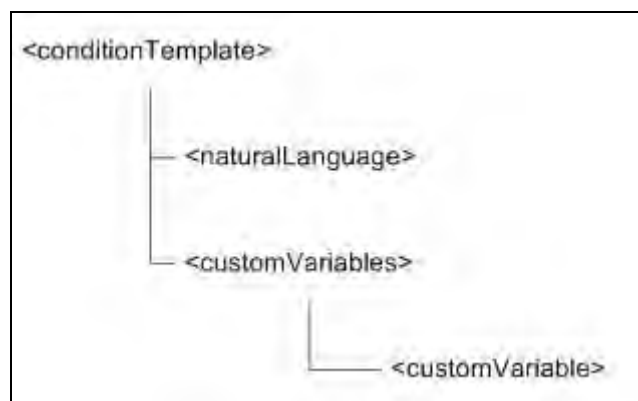 <conditionTemplate>
<naturalLanguage>
<customVariables>
<customVariable>